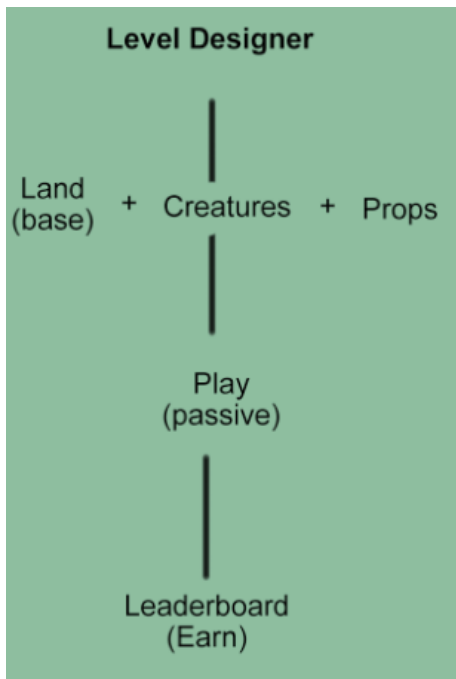 Level Designer
Land
(base)
+
Creatures
+
Props
Play
(passive)
Leaderboard
(Earn)